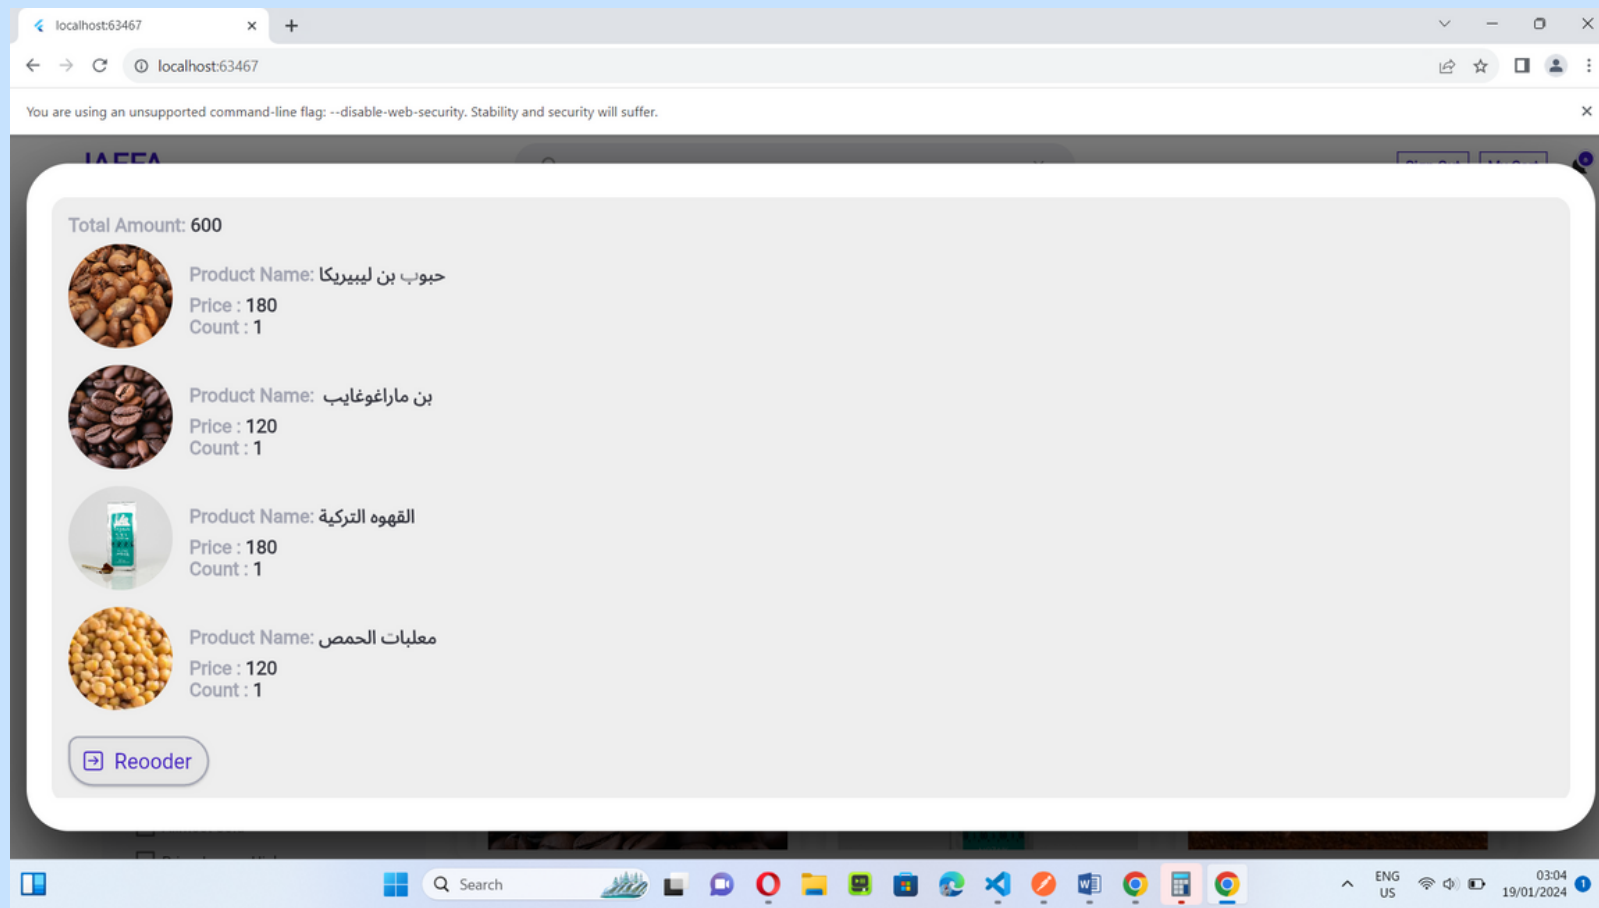 localhost:63467
localhost:63467
You are using an unsupported command-line flag: --disable-web-security. Stability and security will suffer.
Total Amount: 600
Product Name: حبوب بن ليبيريكا
Price : 180
Count : 1
Product Name: بن ماراغوغايب
Price : 120
Count : 1
Product Name: القهوه التركية
Price : 180
Count : 1
Product Name: معلبات الحمص
Price : 120
Count : 1
Reooder
Search
ENG
US
03:04
19/01/2024
1